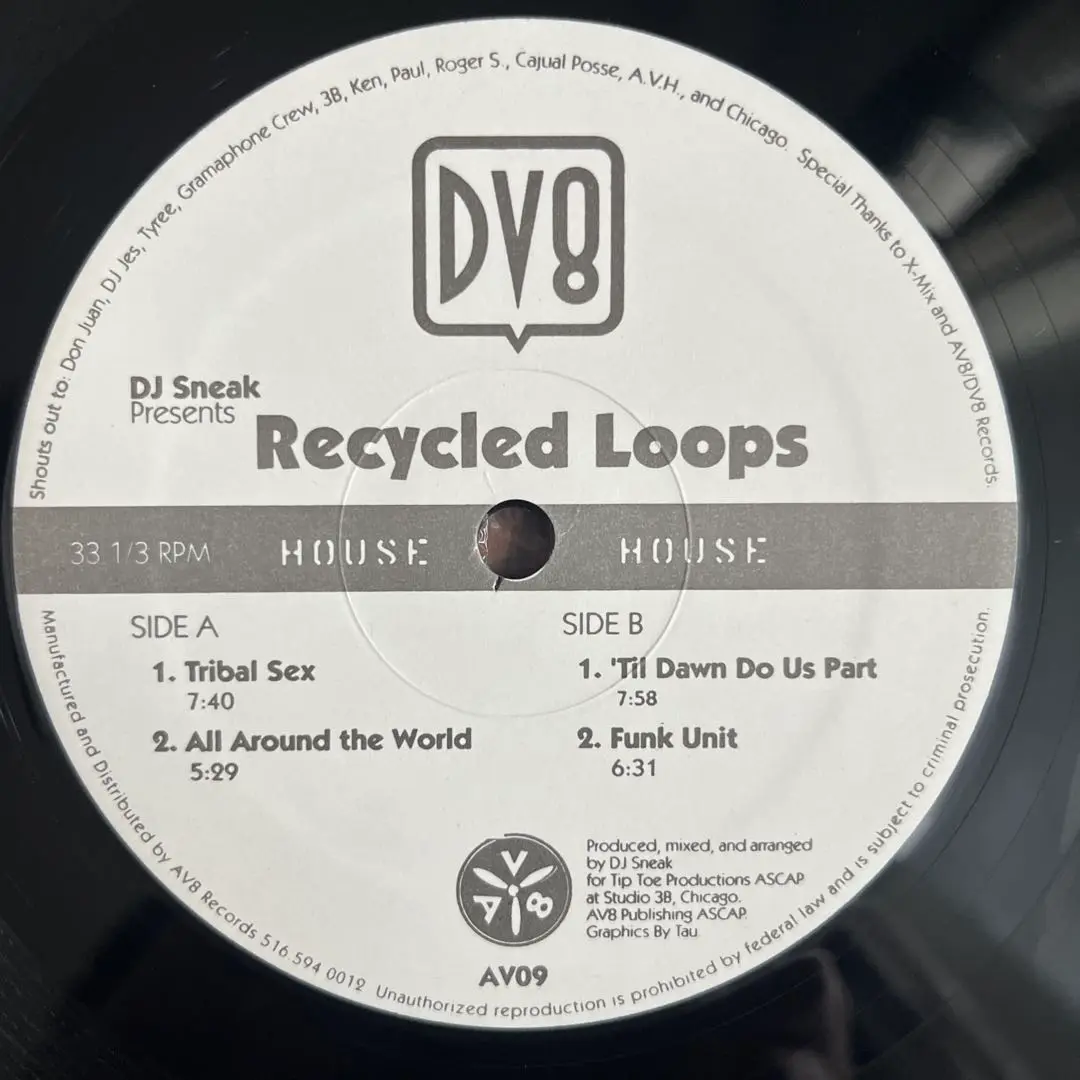 Shouts out to: Don Juan, DJ Jes, Tyree, Gramaphone Crew, 3B, Ken, Paul, Roger S., Cajual Posse, A.V.H., and Chicago. Special Thanks to X-Mix and AV8/DV8 Records.
DV8
DJ Sneak
Presents
Recycled Loops
33 1/3 RPM HOUSE HOUSE
SIDE A
1. Tribal Sex
7:40
2. All Around the World
5:29
SIDE B
1. 'Til Dawn Do Us Part
7:58
2. Funk Unit
6:31
AV8
Produced, mixed, and arranged
by DJ Sneak
for Tip Toe Productions ASCAP.
at Studio 3B, Chicago.
AV8 Publishing ASCAP.
Graphics By Tau
AV09
Manufactured and Distributed by AV8 Records 516 594 0012 Unauthorized reproduction is prohibited by federal law and is subject to criminal prosecution.